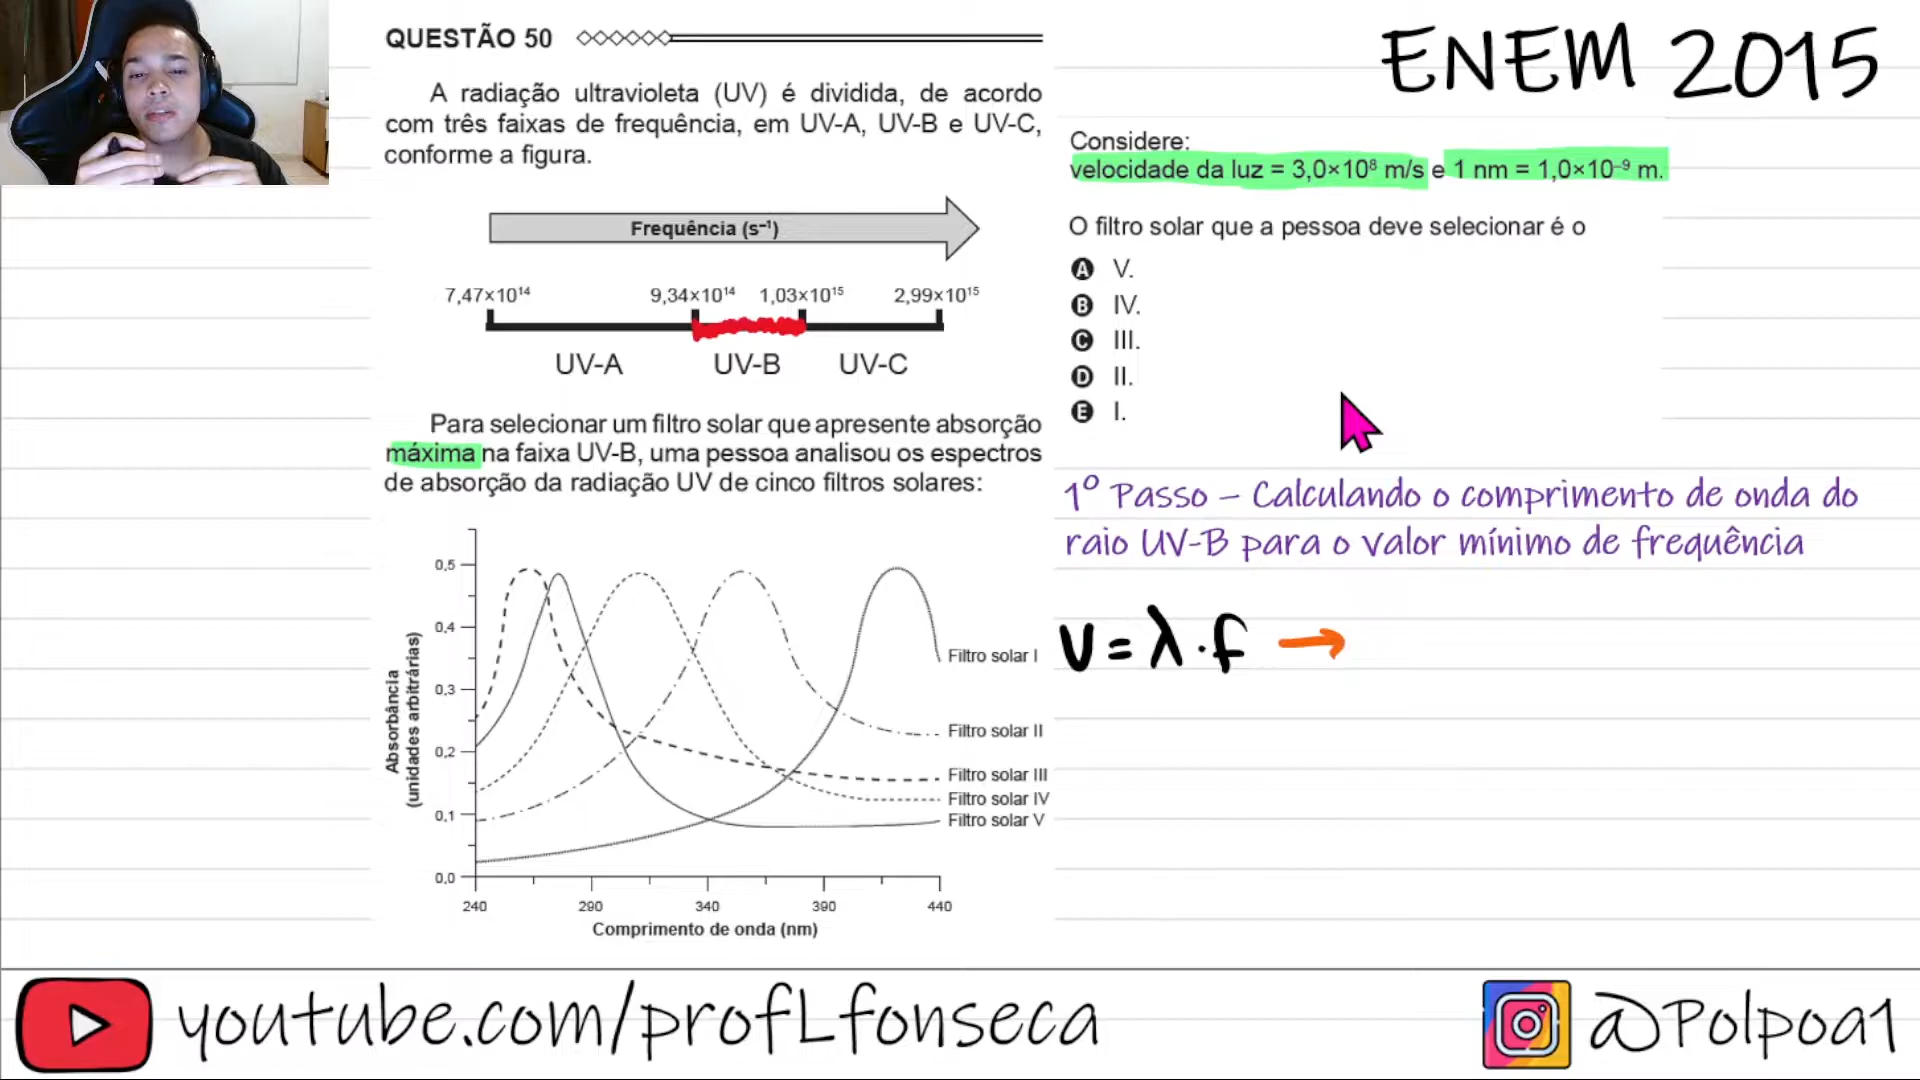 QUESTÃO 50
A radiação ultravioleta (UV) é dividida, de acordo
com três faixas de frequência, em UV-A, UV-B e UV-C,
conforme a figura.
Frequência (s⁻¹)
7,47×10¹⁴ 9,34×10¹⁴ 1,03×10¹⁵ 2,99×10¹⁵
UV-A UV-B UV-C
Para selecionar um filtro solar que apresente absorção
máxima na faixa UV-B, uma pessoa analisou os espectros
de absorção da radiação UV de cinco filtros solares:
Absorbância
(unidades arbitrárias)
0,5
0,4
0,3
0,2
0,1
0,0
240 290 340 390 440
Comprimento de onda (nm)
Filtro solar I
Filtro solar II
Filtro solar III
Filtro solar IV
Filtro solar V
ENEM 2015
Considere:
velocidade da luz = 3,0×10⁸ m/s e 1 nm = 1,0×10⁻⁹ m.
O filtro solar que a pessoa deve selecionar é o
A V.
B IV.
C III.
D II.
E I.
1º Passo – Calculando o comprimento de onda do
raio UV-B para o valor mínimo de frequência
V = λ · f →
youtube.com/profLfonseca
@Polpoa1